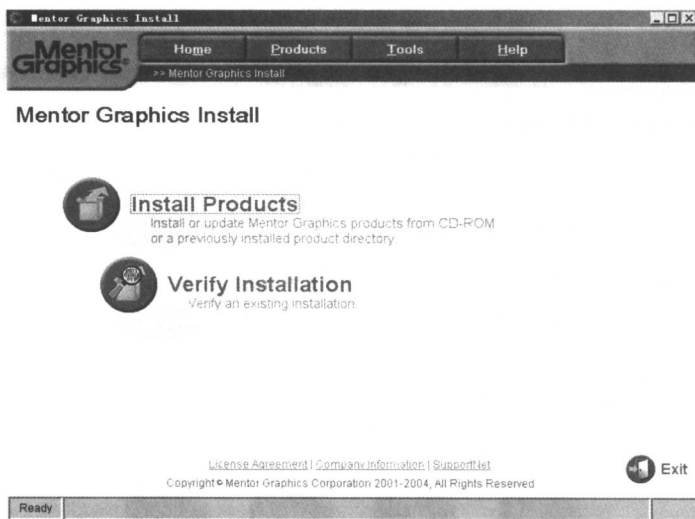 Mentor Graphics Install
Mentor Graphics®
Home Products Tools Help
>> Mentor Graphics Install
Mentor Graphics Install
Install Products
Install or update Mentor Graphics products from CD-ROM
or a previously installed product directory.
Verify Installation
Verify an existing installation.
License Agreement | Company Information | SupportNet
Exit
Copyright © Mentor Graphics Corporation 2001-2004, All Rights Reserved
Ready